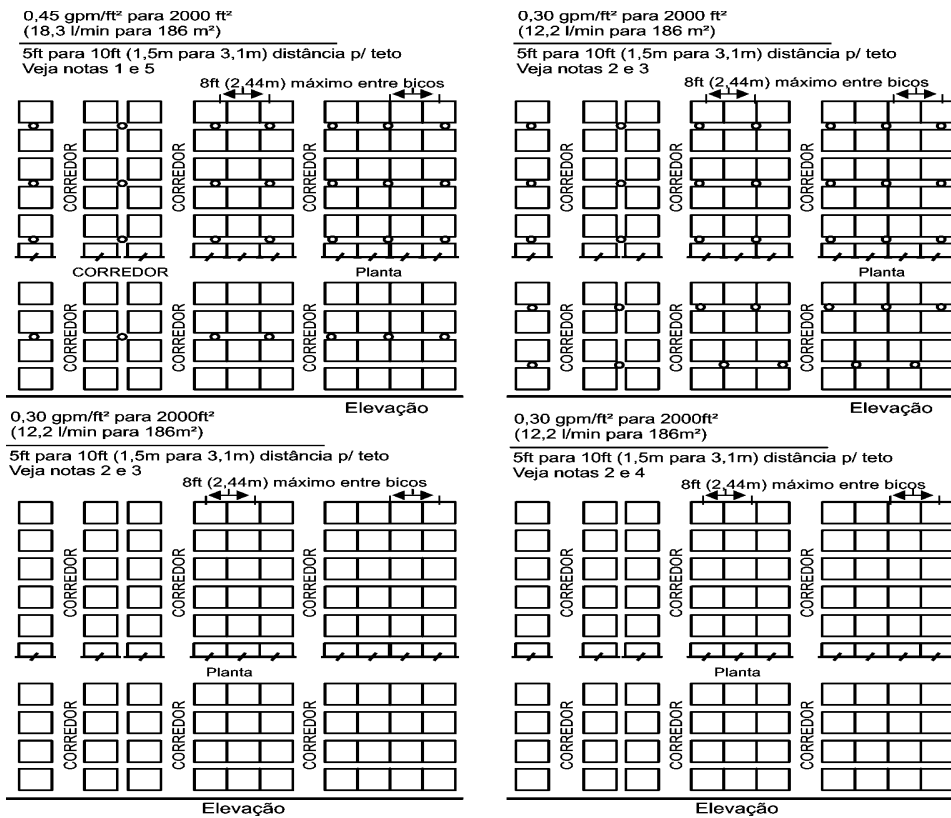 0,45 gpm/ft² para 2000 ft²
(18,3 l/min para 186 m²)
5ft para 10ft (1,5m para 3,1m) distância p/ teto
Veja notas 1 e 5
8ft (2,44m) máximo entre bicos
CORREDOR
CORREDOR
CORREDOR
CORREDOR
Planta
CORREDOR
CORREDOR
CORREDOR
Elevação
0,30 gpm/ft² para 2000 ft²
(12,2 l/min para 186 m²)
5ft para 10ft (1,5m para 3,1m) distância p/ teto
Veja notas 2 e 3
8ft (2,44m) máximo entre bicos
CORREDOR
CORREDOR
CORREDOR
Planta
CORREDOR
CORREDOR
CORREDOR
Elevação
0,30 gpm/ft² para 2000ft²
(12,2 l/min para 186m²)
5ft para 10ft (1,5m para 3,1m) distância p/ teto
Veja notas 2 e 3
8ft (2,44m) máximo entre bicos
CORREDOR
CORREDOR
CORREDOR
Planta
CORREDOR
CORREDOR
CORREDOR
Elevação
0,30 gpm/ft² para 2000ft²
(12,2 l/min para 186m²)
5ft para 10ft (1,5m para 3,1m) distância p/ teto
Veja notas 2 e 4
8ft (2,44m) máximo entre bicos
CORREDOR
CORREDOR
CORREDOR
Planta
CORREDOR
CORREDOR
CORREDOR
Elevação